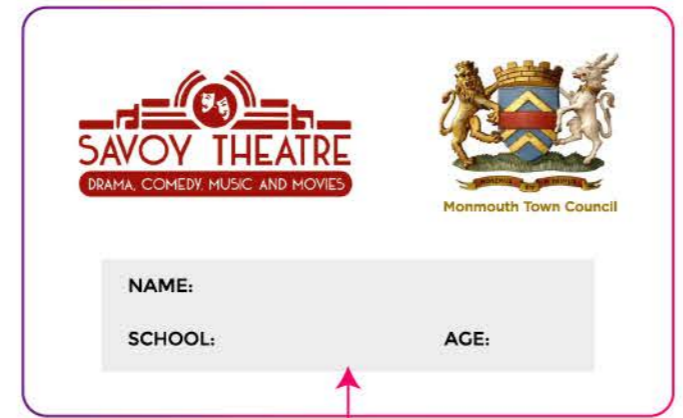 SAVOY THEATRE
DRAMA, COMEDY, MUSIC AND MOVIES
Monmouth Town Council
NAME:
SCHOOL:
AGE: